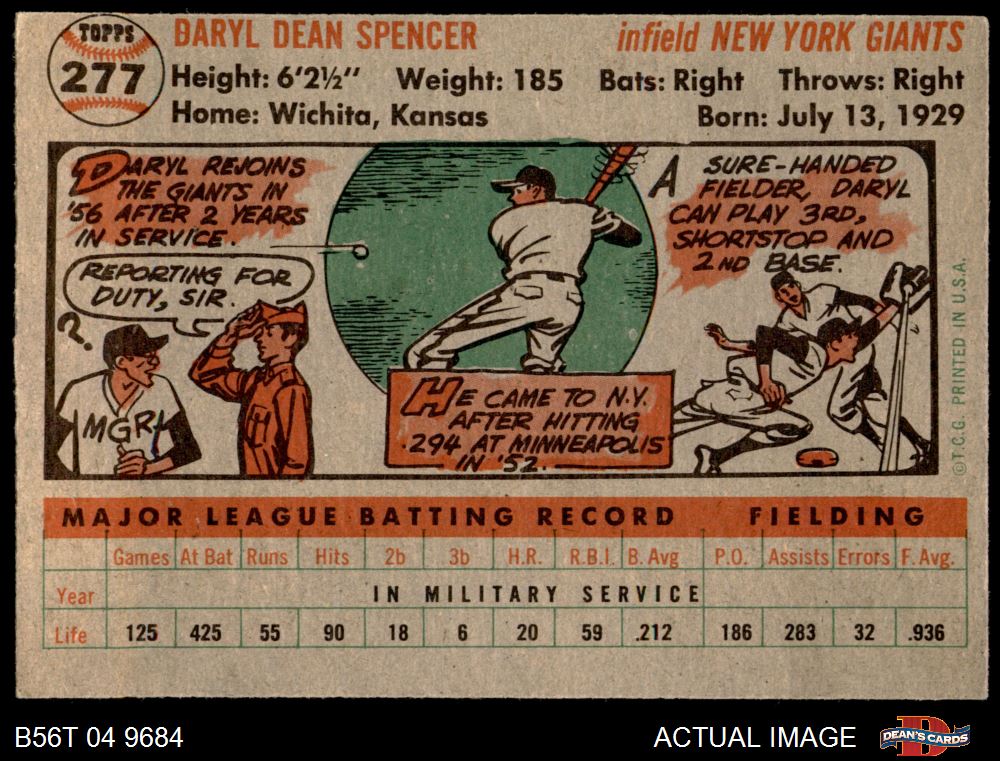 TOPPS
277
DARYL DEAN SPENCER
infield NEW YORK GIANTS
Height: 6'2½" Weight: 185 Bats: Right Throws: Right
Home: Wichita, Kansas Born: July 13, 1929
DARYL REJOINS
THE GIANTS IN
'56 AFTER 2 YEARS
IN SERVICE.
REPORTING FOR
DUTY, SIR.
?
MGR.
HE CAME TO N.Y.
AFTER HITTING
.294 AT MINNEAPOLIS
IN '52.
A SURE-HANDED
FIELDER, DARYL
CAN PLAY 3RD,
SHORTSTOP AND
2ND BASE.
©T.C.G. PRINTED IN U.S.A.
MAJOR LEAGUE BATTING RECORD FIELDING
Games At Bat Runs Hits 2b 3b H.R. R.B.I. B. Avg P.O. Assists Errors F. Avg.
Year IN MILITARY SERVICE
Life 125 425 55 90 18 6 20 59 .212 186 283 32 .936
B56T 04 9684
ACTUAL IMAGE
D
DEAN'S CARDS